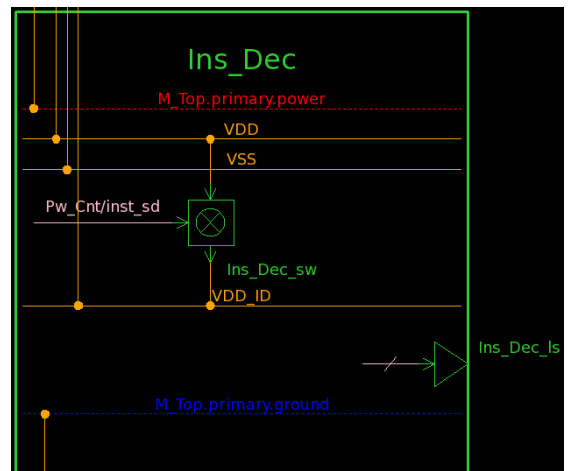 Ins_Dec
M_Top.primary.power
VDD
VSS
Pw_Cnt/inst_sd
Ins_Dec_sw
VDD_ID
Ins_Dec_ls
M_Top.primary.ground